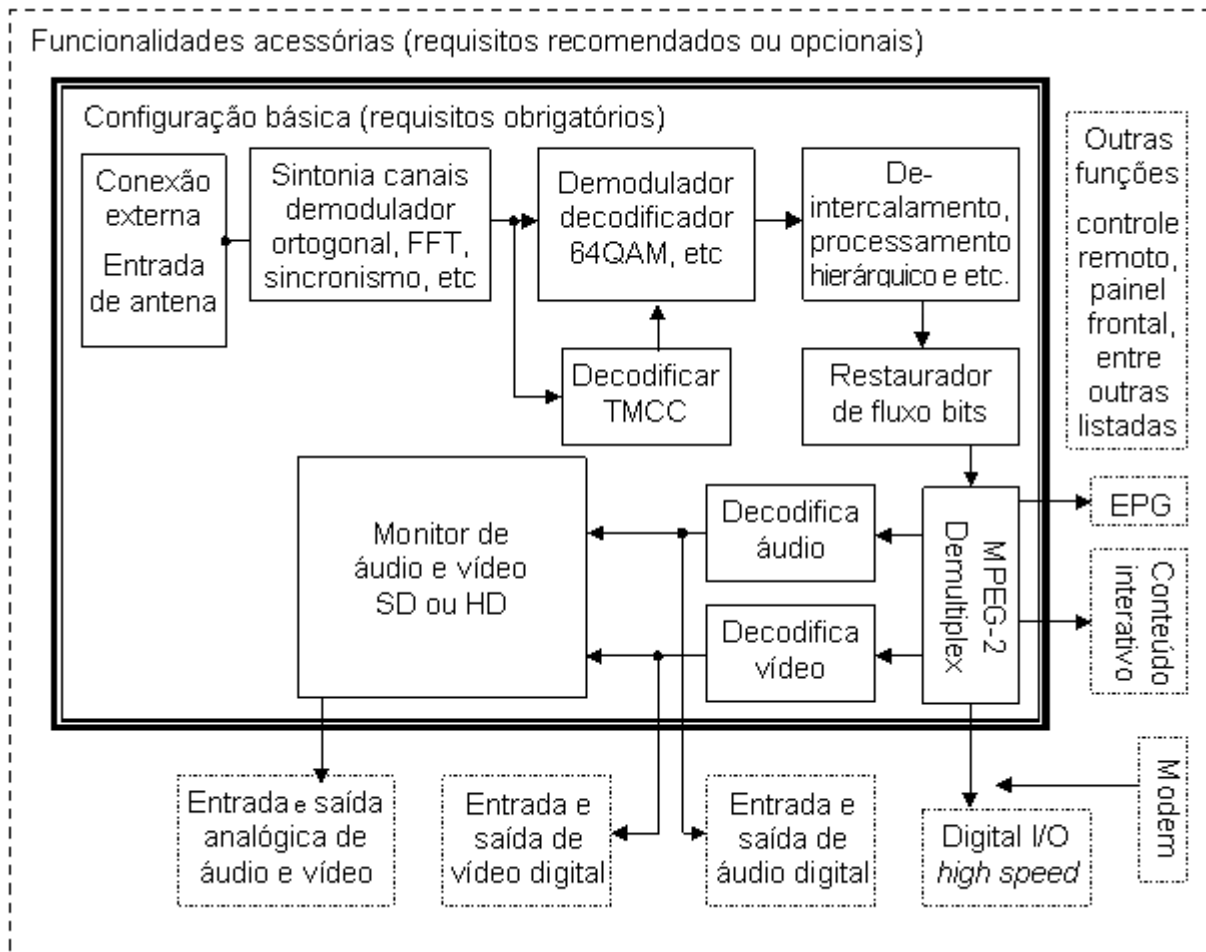 Funcionalidades acessórias (requisitos recomendados ou opcionais)
Configuração básica (requisitos obrigatórios)
Conexão
externa
Entrada
de antena
Sintonia canais
demodulador
ortogonal, FFT,
sincronismo, etc
Demodulador
decodificador
64QAM, etc
De-
intercalamento,
processamento
hierárquico e etc.
Outras
funções
controle
remoto,
painel
frontal,
entre
outras
listadas
Decodificar
TMCC
Restaurador
de fluxo bits
Monitor de
áudio e vídeo
SD ou HD
Decodifica
áudio
Decodifica
vídeo
MPEG-2
Demultiplex
EPG
Conteúdo
interativo
Entrada e saída
analógica de
áudio e vídeo
Entrada e
saída de
vídeo digital
Entrada e
saída de
áudio digital
Digital I/O
high speed
Modem